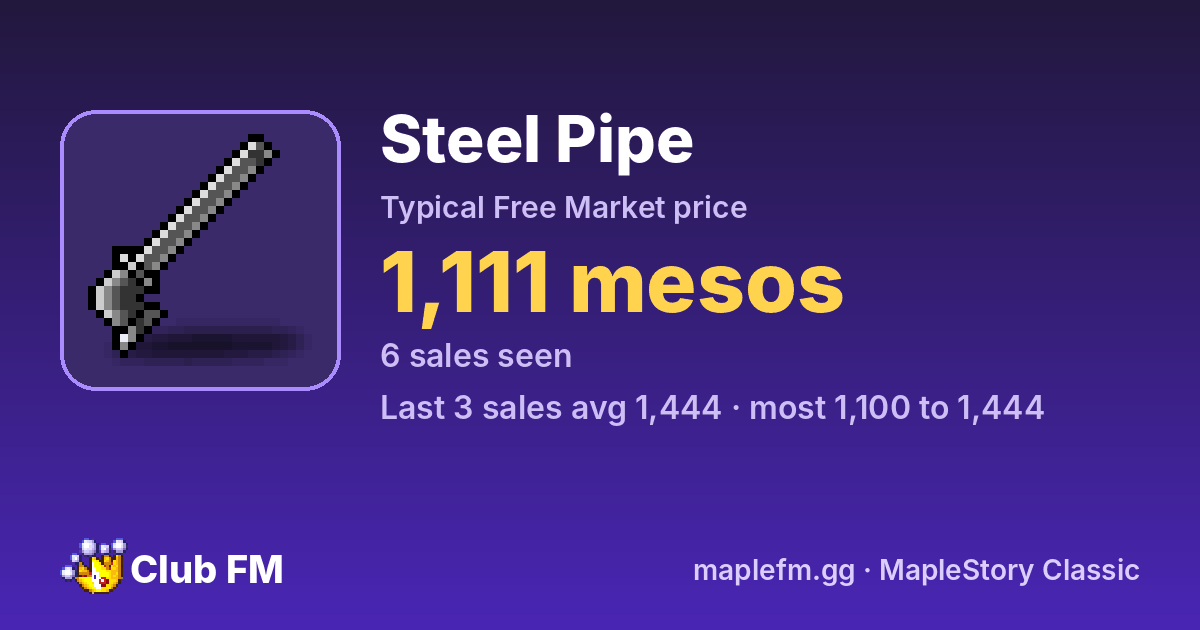 Steel Pipe
Typical Free Market price
1,111 mesos
6 sales seen
Last 3 sales avg 1,444 · most 1,100 to 1,444
Club FM
maplefm.gg · MapleStory Classic